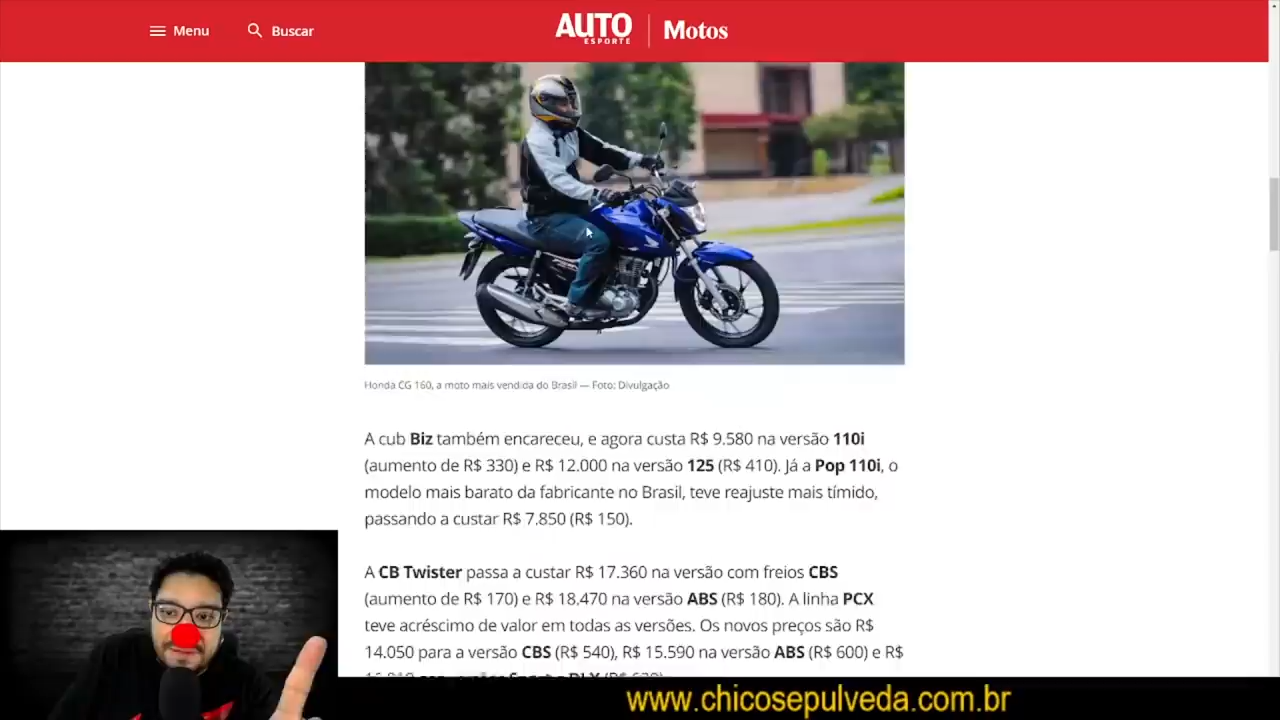 Menu
Buscar
AUTO
ESPORTE
Motos
Honda CG 160, a moto mais vendida do Brasil — Foto: Divulgação
A cub Biz também encareceu, e agora custa R$ 9.580 na versão 110i
(aumento de R$ 330) e R$ 12.000 na versão 125 (R$ 410). Já a Pop 110i, o
modelo mais barato da fabricante no Brasil, teve reajuste mais tímido,
passando a custar R$ 7.850 (R$ 150).
A CB Twister passa a custar R$ 17.360 na versão com freios CBS
(aumento de R$ 170) e R$ 18.470 na versão ABS (R$ 180). A linha PCX
teve acréscimo de valor em todas as versões. Os novos preços são R$
14.050 para a versão CBS (R$ 540), R$ 15.590 na versão ABS (R$ 600) e R$
www.chicosepulveda.com.br